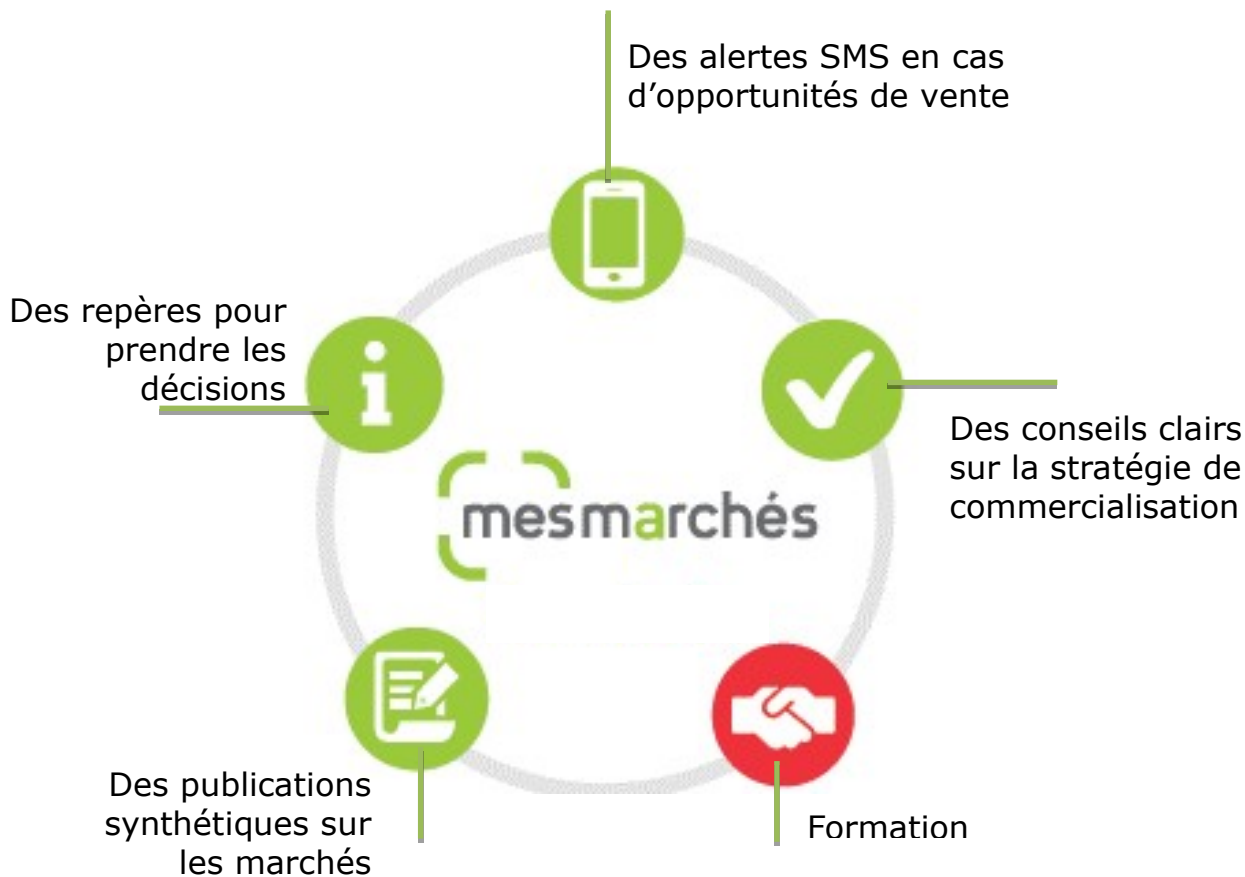 Des alertes SMS en cas
d’opportunités de vente
Des repères pour
prendre les
décisions
Des conseils clairs
sur la stratégie de
commercialisation
mesmarchés
Des publications
synthétiques sur
les marchés
Formation